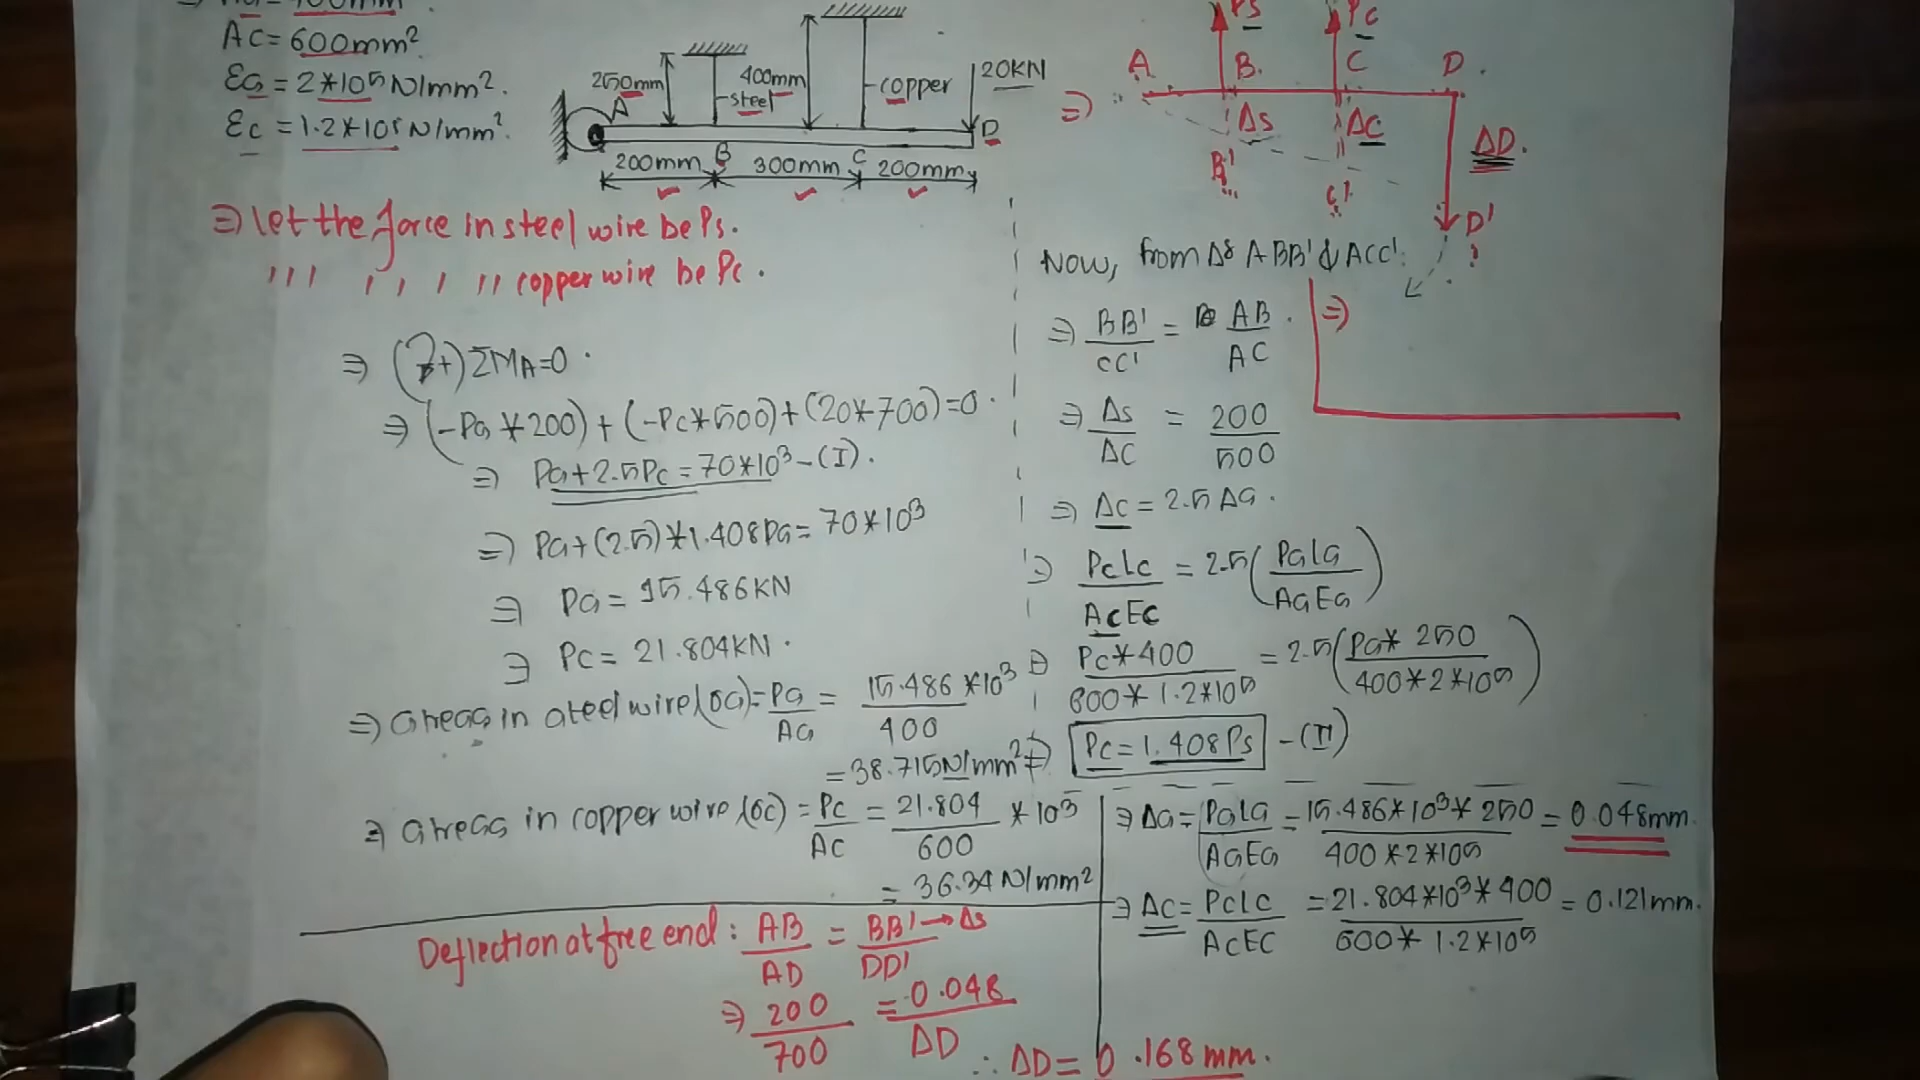 AC= 600mm²
Es = 2*10⁵ N/mm².
Ec = 1.2*10⁵ N/mm².
250mm
400mm
steel
copper
20KN
A
B
C
D
200mm
300mm
200mm
Ps
Pc
A
B.
C
D.
Δs
ΔC
ΔD.
B'
C'
D'
⇒ let the force in steel wire be Ps.
''' '' ' '' copper wire be Pc.
⇒ (+) ΣMA=0.
⇒ (-Ps*200)+(-Pc*500)+(20*700)=0.
⇒ Ps+2.5Pc=70*10³-(I).
⇒ Ps+(2.5)*1.408Ps=70*10³
⇒ Ps= 15.486KN
⇒ Pc= 21.804KN.
⇒ stress in steel wire(σs)=Ps/As = 15.486*10³/400
=38.715N/mm²
⇒ stress in copper wire(σc)=Pc/AC = 21.804/600 *10³
= 36.34N/mm²
Deflection at free end: AB/AD = BB'→Δs/DD'
⇒ 200/700 = 0.048/ΔD
∴ ΔD= 0.168mm.
Now, from Δs ABB' & ACC'.
⇒ BB'/CC' = AB/AC.
⇒
⇒ Δs/ΔC = 200/500
⇒ ΔC= 2.5 Δs.
⇒ PcLc/AcEC = 2.5(PsLs/AsEs)
⇒ Pc*400/600*1.2*10⁵ = 2.5(Ps*250/400*2*10⁵)
⇒ Pc=1.408Ps -(II)
⇒ Δs= PsLs/AsEs = 15.486*10³*250/400*2*10⁵ = 0.048mm.
⇒ ΔC= PcLc/AcEC = 21.804*10³*400/600*1.2*10⁵ = 0.121mm.